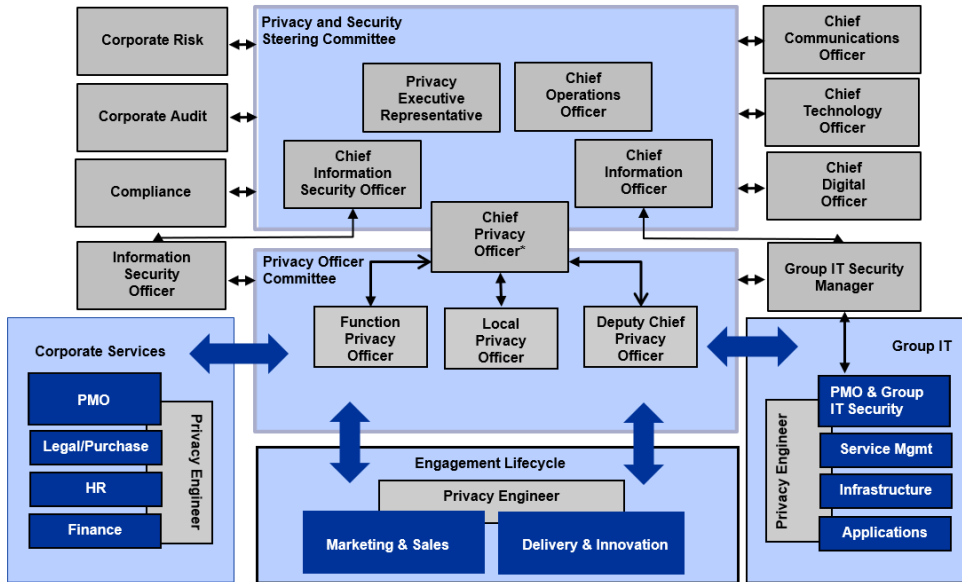 Corporate Risk
Privacy and Security
Steering Committee
Chief
Communications
Officer
Privacy
Executive
Representative
Chief
Operations
Officer
Corporate Audit
Chief
Technology
Officer
Compliance
Chief
Information
Security Officer
Chief
Information
Officer
Chief
Digital
Officer
Chief
Privacy
Officer*
Information
Security
Officer
Privacy Officer
Committee
Group IT Security
Manager
Function
Privacy
Officer
Local
Privacy
Officer
Deputy Chief
Privacy
Officer
Corporate Services
PMO
Legal/Purchase
HR
Finance
Privacy Engineer
Engagement Lifecycle
Privacy Engineer
Marketing & Sales
Delivery & Innovation
Group IT
PMO & Group
IT Security
Service Mgmt
Infrastructure
Applications
Privacy Engineer